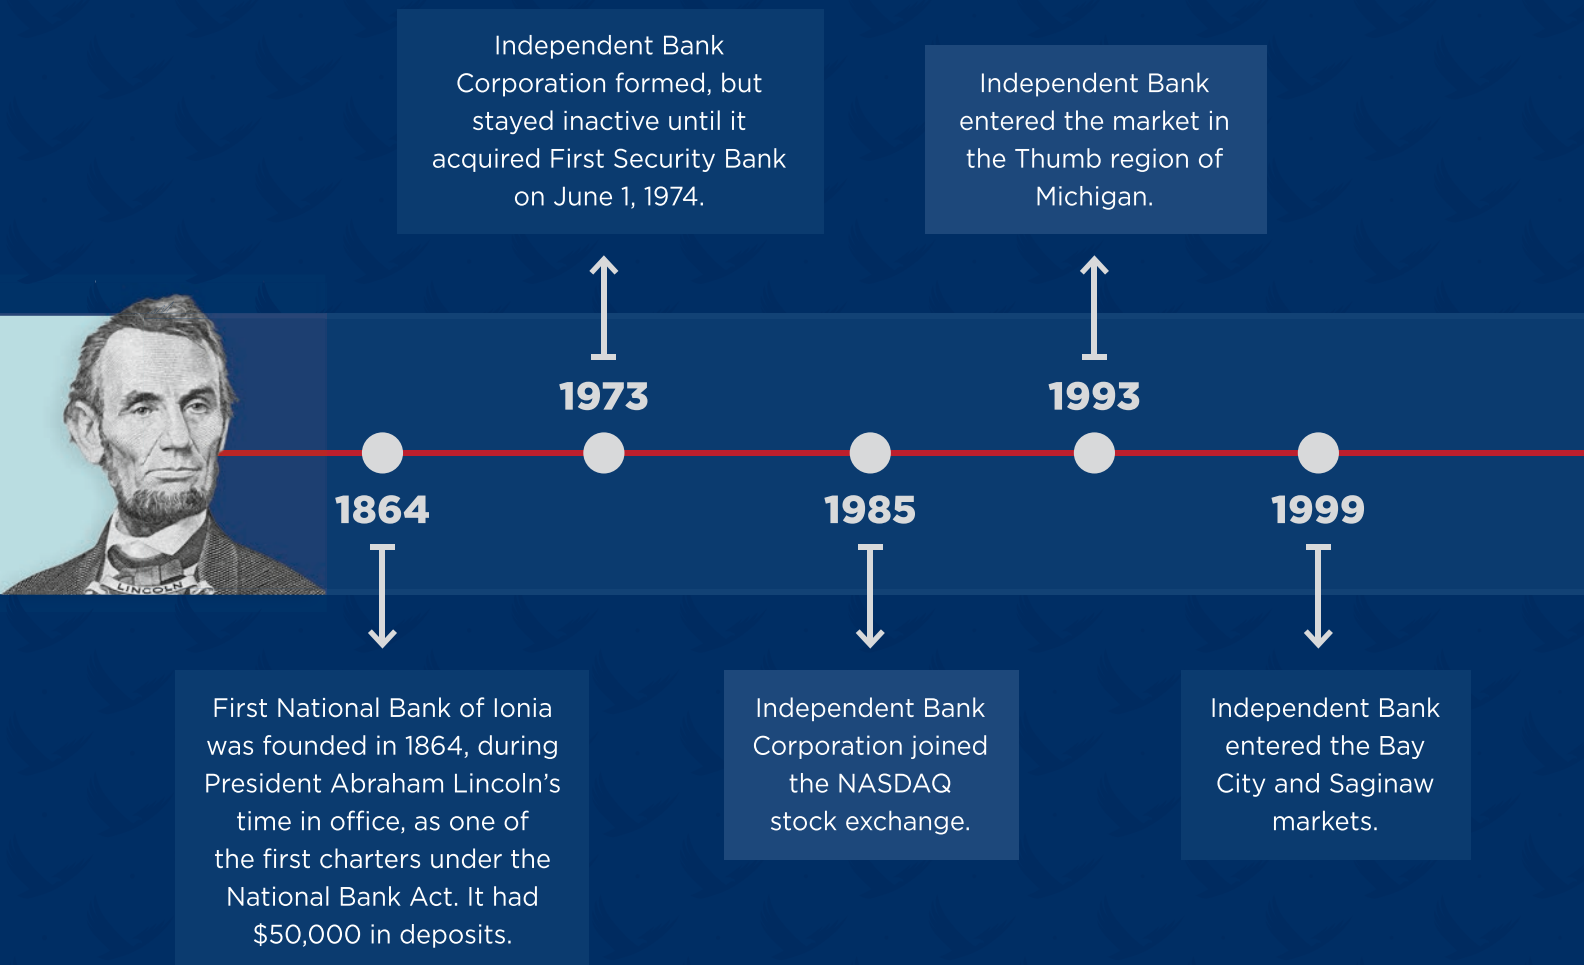 Independent Bank
Corporation formed, but
stayed inactive until it
acquired First Security Bank
on June 1, 1974.
Independent Bank
entered the market in
the Thumb region of
Michigan.
1973
1993
1864
1985
1999
LINCOLN
First National Bank of Ionia
was founded in 1864, during
President Abraham Lincoln’s
time in office, as one of
the first charters under the
National Bank Act. It had
$50,000 in deposits.
Independent Bank
Corporation joined
the NASDAQ
stock exchange.
Independent Bank
entered the Bay
City and Saginaw
markets.